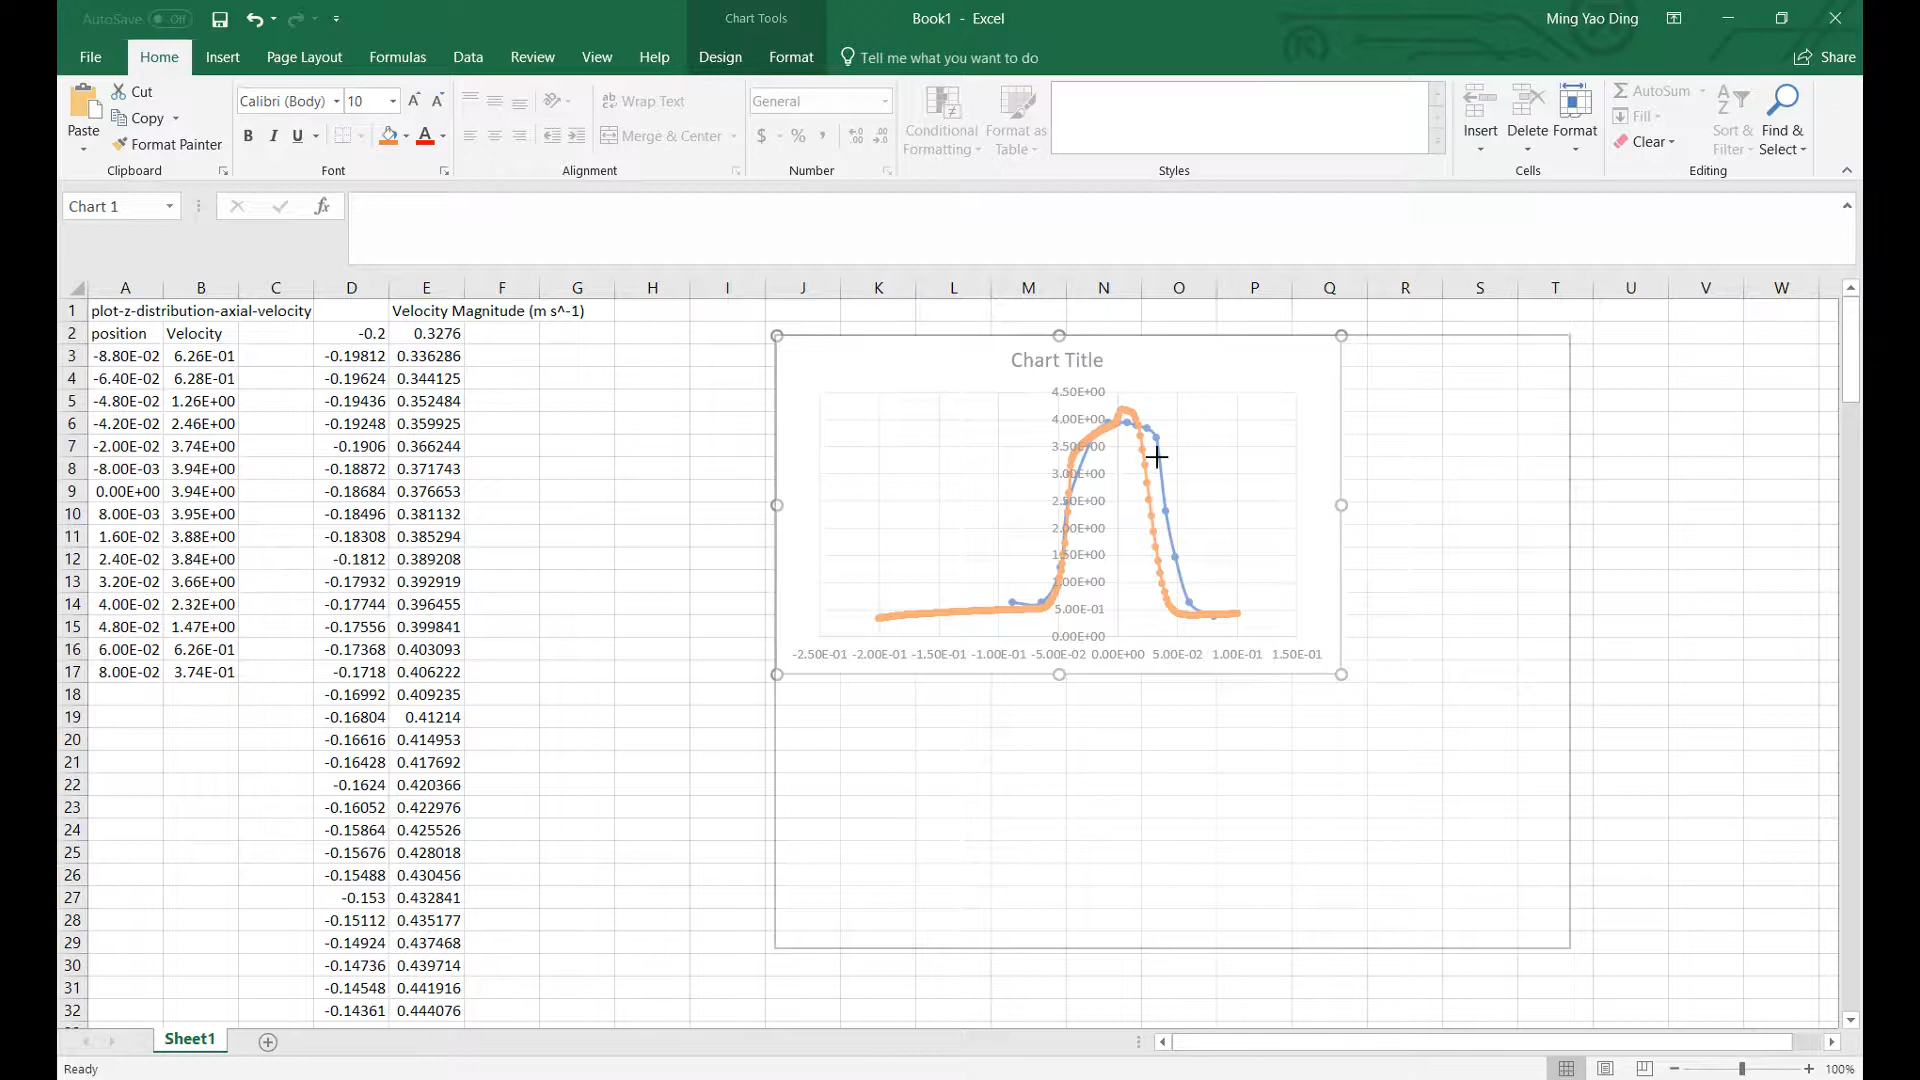 AutoSave Off
Chart Tools
Book1 - Excel
Ming Yao Ding
File Home Insert Page Layout Formulas Data Review View Help Design Format Tell me what you want to do Share
Paste
Cut
Copy
Format Painter
Clipboard
Calibri (Body) 10
B I U
Font
Wrap Text
Merge & Center
Alignment
General
$ % ,
Number
Conditional Formatting
Format as Table
Styles
Insert Delete Format
Cells
AutoSum
Fill
Clear
Sort & Filter
Find & Select
Editing
Chart 1
fx
A B C D E F G H I J K L M N O P Q R S T U V W
1 plot-z-distribution-axial-velocity Velocity Magnitude (m s^-1)
2 position Velocity -0.2 0.3276
3 -8.80E-02 6.26E-01 -0.19812 0.336286
4 -6.40E-02 6.28E-01 -0.19624 0.344125
5 -4.80E-02 1.26E+00 -0.19436 0.352484
6 -4.20E-02 2.46E+00 -0.19248 0.359925
7 -2.00E-02 3.74E+00 -0.1906 0.366244
8 -8.00E-03 3.94E+00 -0.18872 0.371743
9 0.00E+00 3.94E+00 -0.18684 0.376653
10 8.00E-03 3.95E+00 -0.18496 0.381132
11 1.60E-02 3.88E+00 -0.18308 0.385294
12 2.40E-02 3.84E+00 -0.1812 0.389208
13 3.20E-02 3.66E+00 -0.17932 0.392919
14 4.00E-02 2.32E+00 -0.17744 0.396455
15 4.80E-02 1.47E+00 -0.17556 0.399841
16 6.00E-02 6.26E-01 -0.17368 0.403093
17 8.00E-02 3.74E-01 -0.1718 0.406222
18 -0.16992 0.409235
19 -0.16804 0.41214
20 -0.16616 0.414953
21 -0.16428 0.417692
22 -0.1624 0.420366
23 -0.16052 0.422976
24 -0.15864 0.425526
25 -0.15676 0.428018
26 -0.15488 0.430456
27 -0.153 0.432841
28 -0.15112 0.435177
29 -0.14924 0.437468
30 -0.14736 0.439714
31 -0.14548 0.441916
32 -0.14361 0.444076
Chart Title
4.50E+00
4.00E+00
3.50E+00
3.00E+00
2.50E+00
2.00E+00
1.50E+00
1.00E+00
5.00E-01
0.00E+00
-2.50E-01 -2.00E-01 -1.50E-01 -1.00E-01 -5.00E-02 0.00E+00 5.00E-02 1.00E-01 1.50E-01
Sheet1
Ready
100%